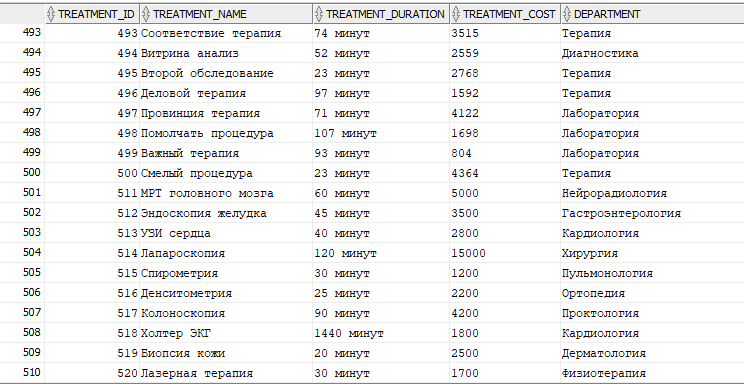 TREATMENT_ID TREATMENT_NAME TREATMENT_DURATION TREATMENT_COST DEPARTMENT
493 493 Соответствие терапия 74 минут 3515 Терапия
494 494 Витрина анализ 52 минут 2559 Диагностика
495 495 Второй обследование 23 минут 2768 Терапия
496 496 Деловой терапия 97 минут 1592 Терапия
497 497 Провинция терапия 71 минут 4122 Лаборатория
498 498 Помолчать процедура 107 минут 1698 Лаборатория
499 499 Важный терапия 93 минут 804 Лаборатория
500 500 Смелый процедура 23 минут 4364 Терапия
501 511 МРТ головного мозга 60 минут 5000 Нейрорадиология
502 512 Эндоскопия желудка 45 минут 3500 Гастроэнтерология
503 513 УЗИ сердца 40 минут 2800 Кардиология
504 514 Лапароскопия 120 минут 15000 Хирургия
505 515 Спирометрия 30 минут 1200 Пульмонология
506 516 Денситометрия 25 минут 2200 Ортопедия
507 517 Колоноскопия 90 минут 4200 Проктология
508 518 Холтер ЭКГ 1440 минут 1800 Кардиология
509 519 Биопсия кожи 20 минут 2500 Дерматология
510 520 Лазерная терапия 30 минут 1700 Физиотерапия